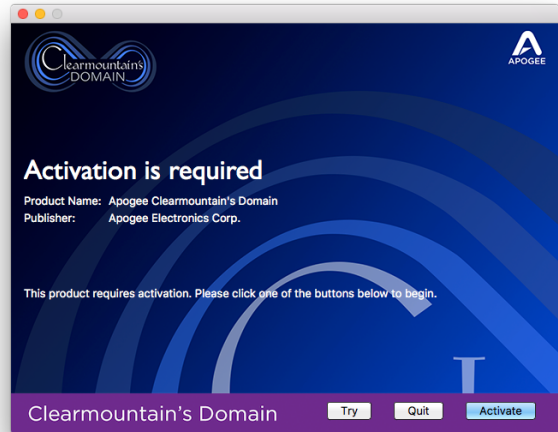 Clearmountain's
DOMAIN
APOGEE
Activation is required
Product Name: Apogee Clearmountain's Domain
Publisher: Apogee Electronics Corp.
This product requires activation. Please click one of the buttons below to begin.
Clearmountain's Domain
Try
Quit
Activate